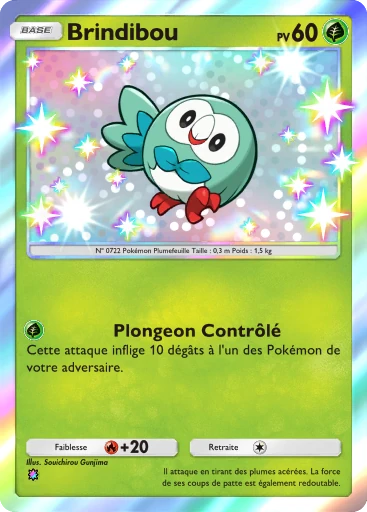 BASE Brindibou PV 60
N° 0722 Pokémon Plumefeuille Taille : 0,3 m Poids : 1,5 kg
Plongeon Contrôlé
Cette attaque inflige 10 dégâts à l'un des Pokémon de
votre adversaire.
Faiblesse +20 Retraite
Illus. Souichirou Gunjima
Il attaque en tirant des plumes acérées. La force
de ses coups de patte est également redoutable.